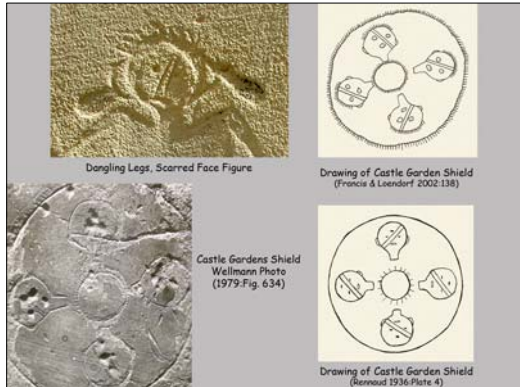 Dangling Legs, Scarred Face Figure
Drawing of Castle Garden Shield
(Francis & Loendorf 2002:138)
Castle Gardens Shield
Wellmann Photo
(1979:Fig. 634)
Drawing of Castle Garden Shield
(Rennaud 1936:Plate 4)